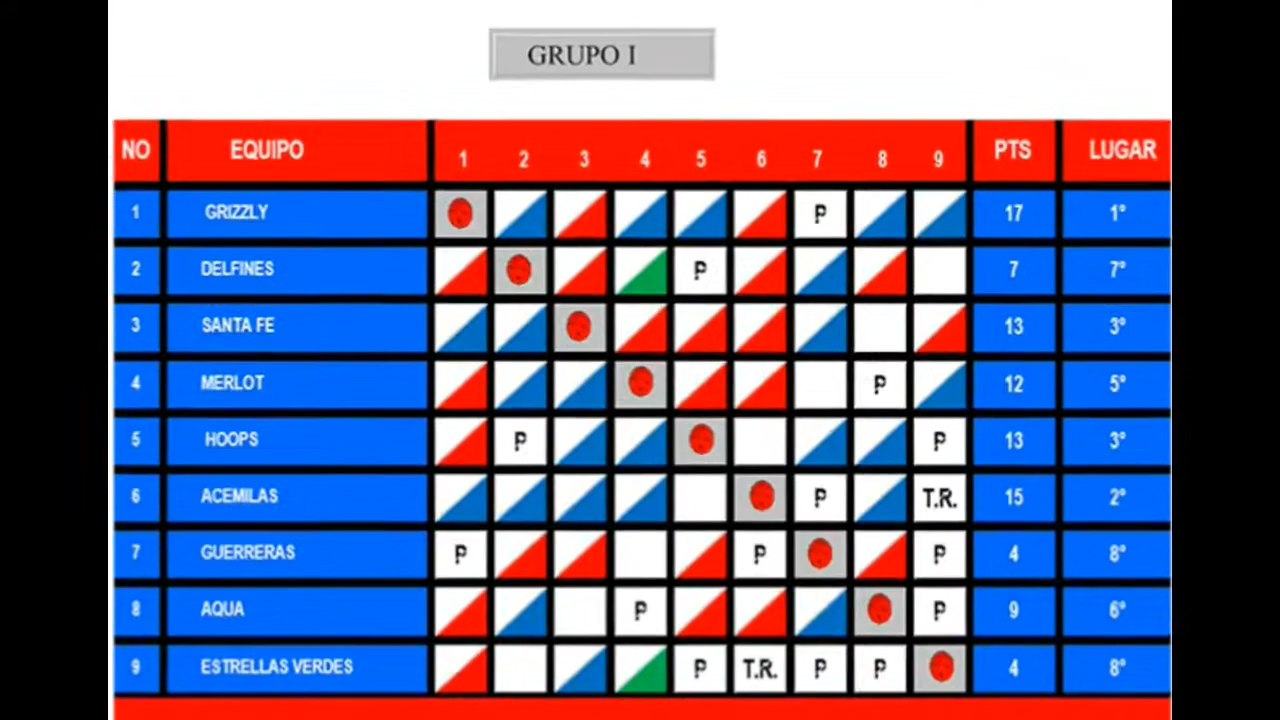 GRUPO I
NO EQUIPO 1 2 3 4 5 6 7 8 9 PTS LUGAR
1 GRIZZLY P 17 1°
2 DELFINES P 7 7°
3 SANTA FE 13 3°
4 MERLOT P 12 5°
5 HOOPS P P 13 3°
6 ACEMILAS P T.R. 15 2°
7 GUERRERAS P P P 4 8°
8 AQUA P P 9 6°
9 ESTRELLAS VERDES P T.R. P P 4 8°